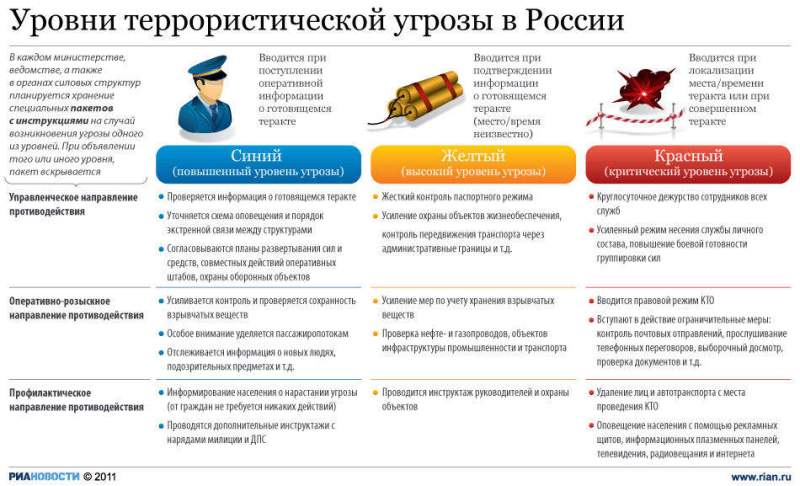 Уровни террористической угрозы в России
В каждом министерстве,
ведомстве, а также
в органах силовых структур
планируется хранение
специальных пакетов
с инструкциями на случай
возникновения угрозы одного
из уровней. При объявлении
того или иного уровня,
пакет вскрывается
Вводится при
поступлении
оперативной
информации
о готовящемся
теракте
Вводится при
подтверждении
информации
о готовящемся
теракте
(место/время
неизвестно)
Вводится при
локализации
места/времени
теракта или при
совершенном
теракте
Синий
(повышенный уровень угрозы)
Желтый
(высокий уровень угрозы)
Красный
(критический уровень угрозы)
Управленческое направление
противодействия
Проверяется информация о готовящемся теракте
Уточняется схема оповещения и порядок
экстренной связи между структурами
Согласовываются планы развертывания сил и
средств, совместных действий оперативных
штабов, охраны оборонных объектов
Жесткий контроль паспортного режима
Усиление охраны объектов жизнеобеспечения,
контроль передвижения транспорта через
административные границы и т.д.
Круглосуточное дежурство сотрудников всех
служб
Усиленный режим несения службы личного
состава, повышение боевой готовности
группировки сил
Оперативно-розыскное
направление противодействия
Усиливается контроль и проверяется сохранность
взрывчатых веществ
Особое внимание уделяется пассажиропотокам
Отслеживается информация о новых людях,
подозрительных предметах и т.д.
Усиление мер по учету хранения взрывчатых
веществ
Проверка нефте- и газопроводов, объектов
инфраструктуры промышленности и транспорта
Вводится правовой режим КТО
Вступают в действие ограничительные меры:
контроль почтовых отправлений, прослушивание
телефонных переговоров, выборочный досмотр,
проверка документов и т.д.
Профилактическое
направление противодействия
Информирование населения о нарастании угрозы
(от граждан не требуется никаких действий)
Проводятся дополнительные инструктажи с
нарядами милиции и ДПС
Проводится инструктаж руководителей и охраны
объектов
Удаление лиц и автотранспорта с места
проведения КТО
Оповещение населения с помощью рекламных
щитов, информационных плазменных панелей,
телевидения, радиовещания и интернета
РИАНОВОСТИ © 2011
www.rian.ru